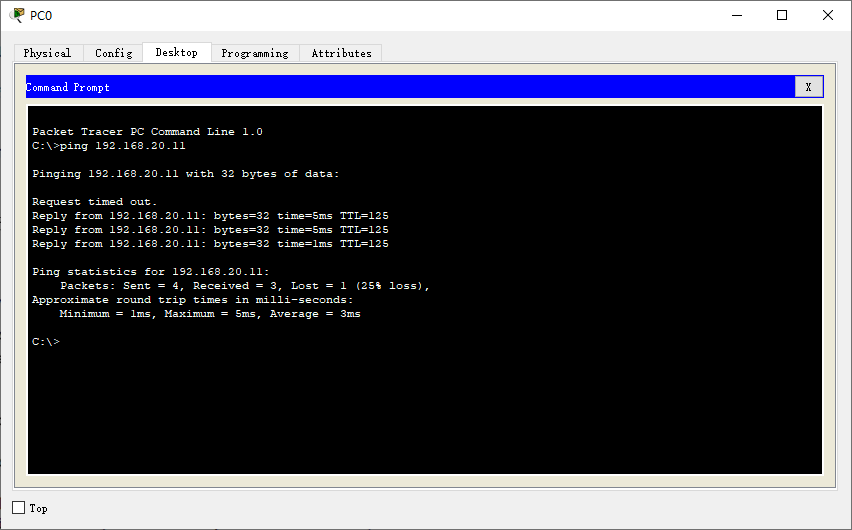 PC0
Physical Config Desktop Programming Attributes
Command Prompt X
Packet Tracer PC Command Line 1.0
C:\>ping 192.168.20.11
Pinging 192.168.20.11 with 32 bytes of data:
Request timed out.
Reply from 192.168.20.11: bytes=32 time=5ms TTL=125
Reply from 192.168.20.11: bytes=32 time=5ms TTL=125
Reply from 192.168.20.11: bytes=32 time=1ms TTL=125
Ping statistics for 192.168.20.11:
    Packets: Sent = 4, Received = 3, Lost = 1 (25% loss),
Approximate round trip times in milli-seconds:
    Minimum = 1ms, Maximum = 5ms, Average = 3ms
C:\>
Top